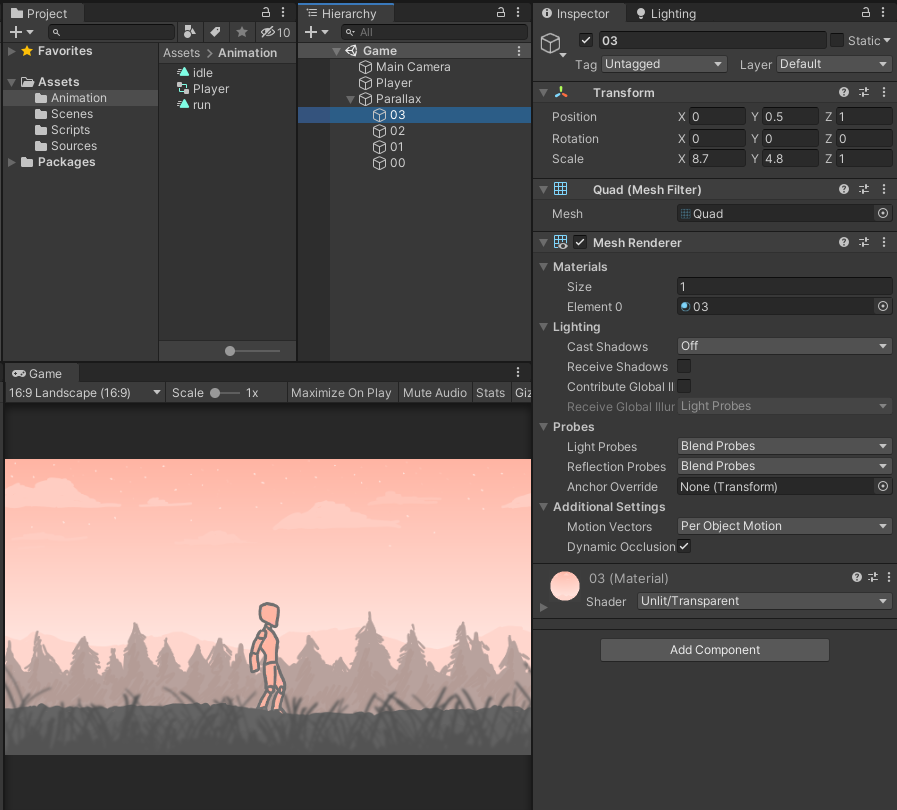 Project
10
Favorites
Assets
Animation
Scenes
Scripts
Sources
Packages
Assets > Animation
idle
Player
run
Hierarchy
All
Game
Main Camera
Player
Parallax
03
02
01
00
Inspector
Lighting
03
Static
Tag Untagged Layer Default
Transform
Position X 0 Y 0.5 Z 1
Rotation X 0 Y 0 Z 0
Scale X 8.7 Y 4.8 Z 1
Quad (Mesh Filter)
Mesh Quad
Mesh Renderer
Materials
Size 1
Element 0 03
Lighting
Cast Shadows Off
Receive Shadows
Contribute Global Il
Receive Global Illur Light Probes
Probes
Light Probes Blend Probes
Reflection Probes Blend Probes
Anchor Override None (Transform)
Additional Settings
Motion Vectors Per Object Motion
Dynamic Occlusion
03 (Material)
Shader Unlit/Transparent
Add Component
Game
16:9 Landscape (16:9) Scale 1x Maximize On Play Mute Audio Stats Giz